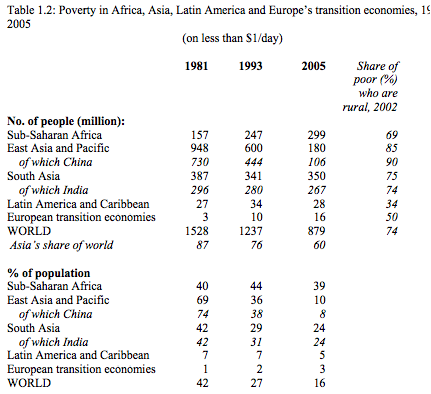 Table 1.2: Poverty in Africa, Asia, Latin America and Europe's transition economies,
2005
(on less than $1/day)
1981 1993 2005 Share of
poor (%)
who are
rural, 2002
No. of people (million):
Sub-Saharan Africa 157 247 299 69
East Asia and Pacific 948 600 180 85
of which China 730 444 106 90
South Asia 387 341 350 75
of which India 296 280 267 74
Latin America and Caribbean 27 34 28 34
European transition economies 3 10 16 50
WORLD 1528 1237 879 74
Asia's share of world 87 76 60
% of population
Sub-Saharan Africa 40 44 39
East Asia and Pacific 69 36 10
of which China 74 38 8
South Asia 42 29 24
of which India 42 31 24
Latin America and Caribbean 7 7 5
European transition economies 1 2 3
WORLD 42 27 16